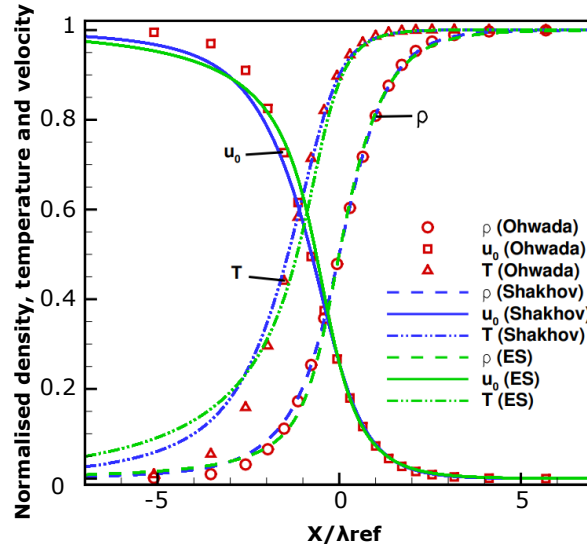 Normalised density, temperature and velocity
1
0.8
0.6
0.4
0.2
0
-5
0
5
X/λref
u₀
T
ρ
ρ (Ohwada)
u₀ (Ohwada)
T (Ohwada)
ρ (Shakhov)
u₀ (Shakhov)
T (Shakhov)
ρ (ES)
u₀ (ES)
T (ES)